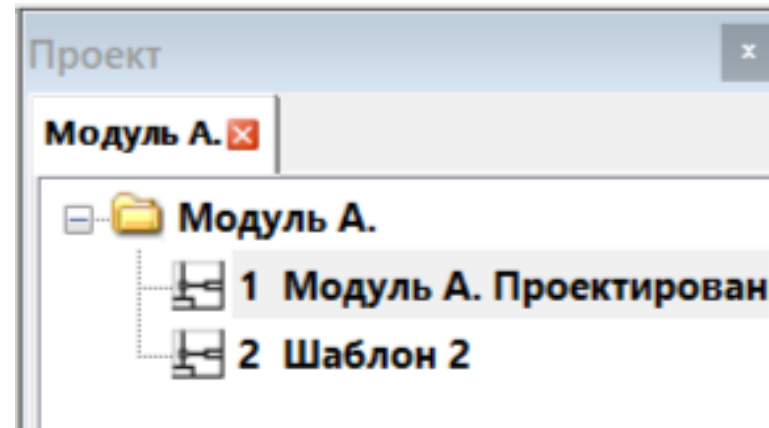 Проект
Модуль А.
Модуль А.
1 Модуль А. Проектирован
2 Шаблон 2